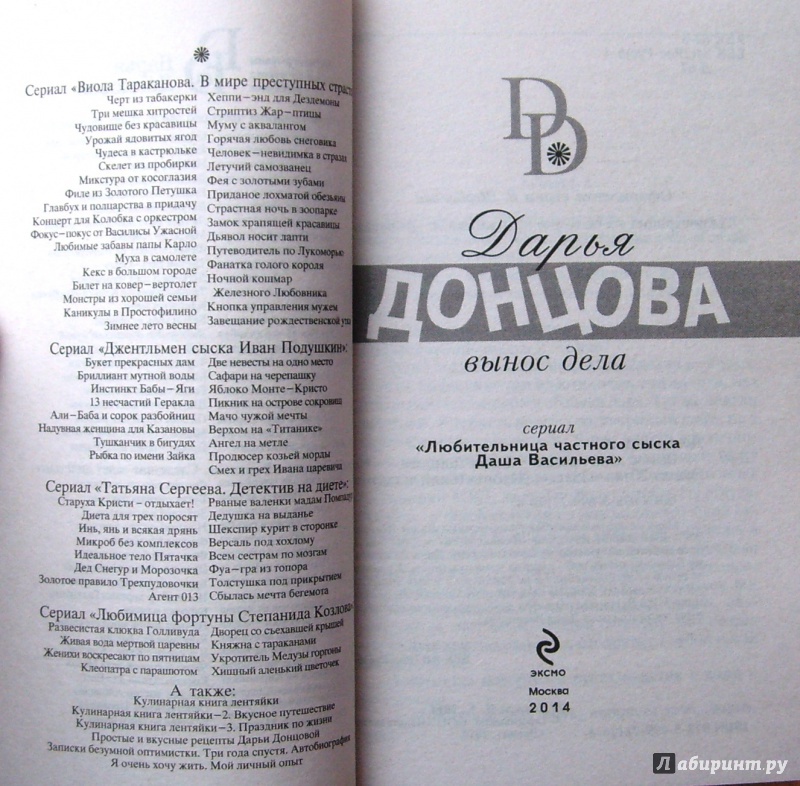 Сериал «Виола Тараканова. В мире преступных страст
Черт из табакерки
Три мешка хитростей
Чудовище без красавицы
Урожай ядовитых ягод
Чудеса в кастрюльке
Скелет из пробирки
Микстура от косоглазия
Филе из Золотого Петушка
Главбух и полцарства в придачу
Концерт для Колобка с оркестром
Фокус-покус от Василисы Ужасной
Любимые забавы папы Карло
Муха в самолете
Кекс в большом городе
Билет на ковер-вертолет
Монстры из хорошей семьи
Каникулы в Простофилино
Зимнее лето весны
Хеппи-энд для Дездемоны
Стриптиз Жар-птицы
Муму с аквалангом
Горячая любовь снеговика
Человек-невидимка в стразах
Летучий самозванец
Фея с золотыми зубами
Приданое лохматой обезьяны
Страстная ночь в зоопарке
Замок храпящей красавицы
Дьявол носит лапти
Путеводитель по Лукоморью
Фанатка голого короля
Ночной кошмар
Железного Любовника
Кнопка управления мужем
Завещание рождественской утки
Сериал «Джентльмен сыска Иван Подушкин»:
Букет прекрасных дам
Бриллиант мутной воды
Инстинкт Бабы-Яги
13 несчастий Геракла
Али-Баба и сорок разбойниц
Надувная женщина для Казановы
Тушканчик в бигудях
Рыбка по имени Зайка
Две невесты на одно место
Сафари на черепашку
Яблоко Монте-Кристо
Пикник на острове сокровищ
Мачо чужой мечты
Верхом на «Титанике»
Ангел на метле
Продюсер козьей морды
Смех и грех Ивана царевича
Сериал «Татьяна Сергеева. Детектив на диете»:
Старуха Кристи – отдыхает!
Диета для трех поросят
Инь, янь и всякая дрянь
Микроб без комплексов
Идеальное тело Пятачка
Дед Снегур и Морозочка
Золотое правило Трехпудовочки
Агент 013
Рваные валенки мадам Помпадур
Дедушка на выданье
Шекспир курит в сторонке
Версаль под хохлому
Всем сестрам по мозгам
Фуа-гра из топора
Толстушка под прикрытием
Сбылась мечта бегемота
Сериал «Любимица фортуны Степанида Козлова»
Развесистая клюква Голливуда
Живая вода мертвой царевны
Женихи воскресают по пятницам
Клеопатра с парашютом
Дворец со съехавшей крышей
Княжна с тараканами
Укротитель Медузы горгоны
Хищный аленький цветочек
А также:
Кулинарная книга лентяйки
Кулинарная книга лентяйки-2. Вкусное путешествие
Кулинарная книга лентяйки-3. Праздник по жизни
Простые и вкусные рецепты Дарьи Донцовой
Записки безумной оптимистки. Три года спустя. Автобиография
Я очень хочу жить. Мой личный опыт
DD
Дарья
ДОНЦОВА
вынос дела
сериал
«Любительница частного сыска
Даша Васильева»
эксмо
Москва
2014
Лабиринт.ру